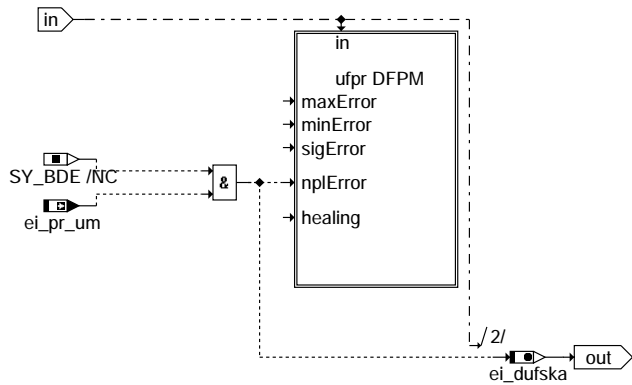 in
in
ufpr DFPM
maxError
minError
sigError
SY_BDE /NC
&
nplError
ei_pr_um
healing
/2/
ei_dufska
out